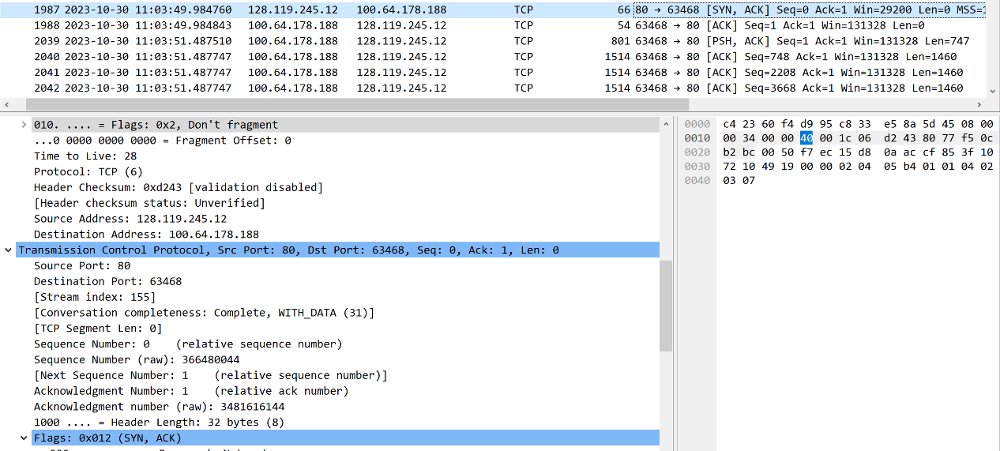 1987 2023-10-30 11:03:49.984760 128.119.245.12 100.64.178.188 TCP 66 80 → 63468 [SYN, ACK] Seq=0 Ack=1 Win=29200 Len=0 MSS=1
1988 2023-10-30 11:03:49.984843 100.64.178.188 128.119.245.12 TCP 54 63468 → 80 [ACK] Seq=1 Ack=1 Win=131328 Len=0
2039 2023-10-30 11:03:51.487510 100.64.178.188 128.119.245.12 TCP 801 63468 → 80 [PSH, ACK] Seq=1 Ack=1 Win=131328 Len=747
2040 2023-10-30 11:03:51.487747 100.64.178.188 128.119.245.12 TCP 1514 63468 → 80 [ACK] Seq=748 Ack=1 Win=131328 Len=1460
2041 2023-10-30 11:03:51.487747 100.64.178.188 128.119.245.12 TCP 1514 63468 → 80 [ACK] Seq=2208 Ack=1 Win=131328 Len=1460
2042 2023-10-30 11:03:51.487747 100.64.178.188 128.119.245.12 TCP 1514 63468 → 80 [ACK] Seq=3668 Ack=1 Win=131328 Len=1460
010. .... = Flags: 0x2, Don't fragment
...0 0000 0000 0000 = Fragment Offset: 0
Time to Live: 28
Protocol: TCP (6)
Header Checksum: 0xd243 [validation disabled]
[Header checksum status: Unverified]
Source Address: 128.119.245.12
Destination Address: 100.64.178.188
Transmission Control Protocol, Src Port: 80, Dst Port: 63468, Seq: 0, Ack: 1, Len: 0
Source Port: 80
Destination Port: 63468
[Stream index: 155]
[Conversation completeness: Complete, WITH_DATA (31)]
[TCP Segment Len: 0]
Sequence Number: 0 (relative sequence number)
Sequence Number (raw): 366480044
[Next Sequence Number: 1 (relative sequence number)]
Acknowledgment Number: 1 (relative ack number)
Acknowledgment number (raw): 3481616144
1000 .... = Header Length: 32 bytes (8)
Flags: 0x012 (SYN, ACK)
0000 c4 23 60 f4 d9 95 c8 33 e5 8a 5d 45 08 00
0010 00 34 00 00 40 00 1c 06 d2 43 80 77 f5 0c
0020 b2 bc 00 50 f7 ec 15 d8 0a ac cf 85 3f 10
0030 72 10 49 19 00 00 02 04 05 b4 01 01 04 02
0040 03 07